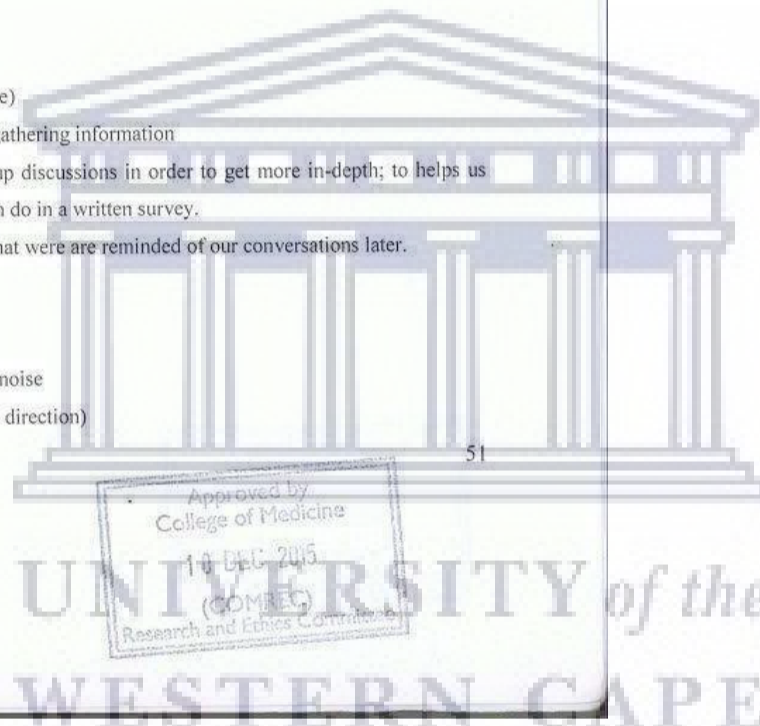 e)
athering information
up discussions in order to get more in-depth; to helps us
n do in a written survey.
hat were are reminded of our conversations later.
noise
direction)
51
Approved by
College of Medicine
DEC 2015
(COMREC)
Research and Ethics Committee
UNIVERSITY of the
WESTERN CAPE